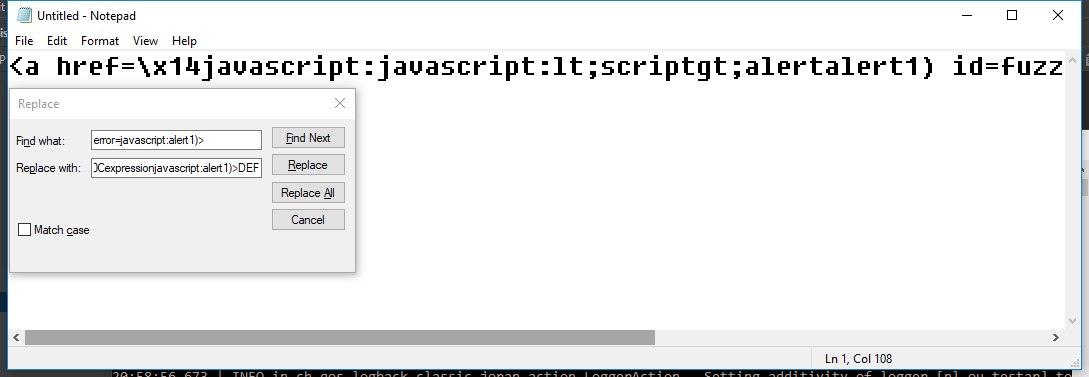 Untitled - Notepad
File Edit Format View Help
<a href=\x14javascript:javascript:lt;scriptgt;alertalert1) id=fuzz
Replace
Find what: error=javascript:alert1)> Find Next
Replace with: Cexpressionjavascript:alert1)>DEF Replace
Replace All
Cancel
Match case
Ln 1, Col 108
20:58:56.673 | INFO in ch.qos.logback.classic.joran.action.LoggerAction - Setting additivity of logger [nl.ou.testar] to